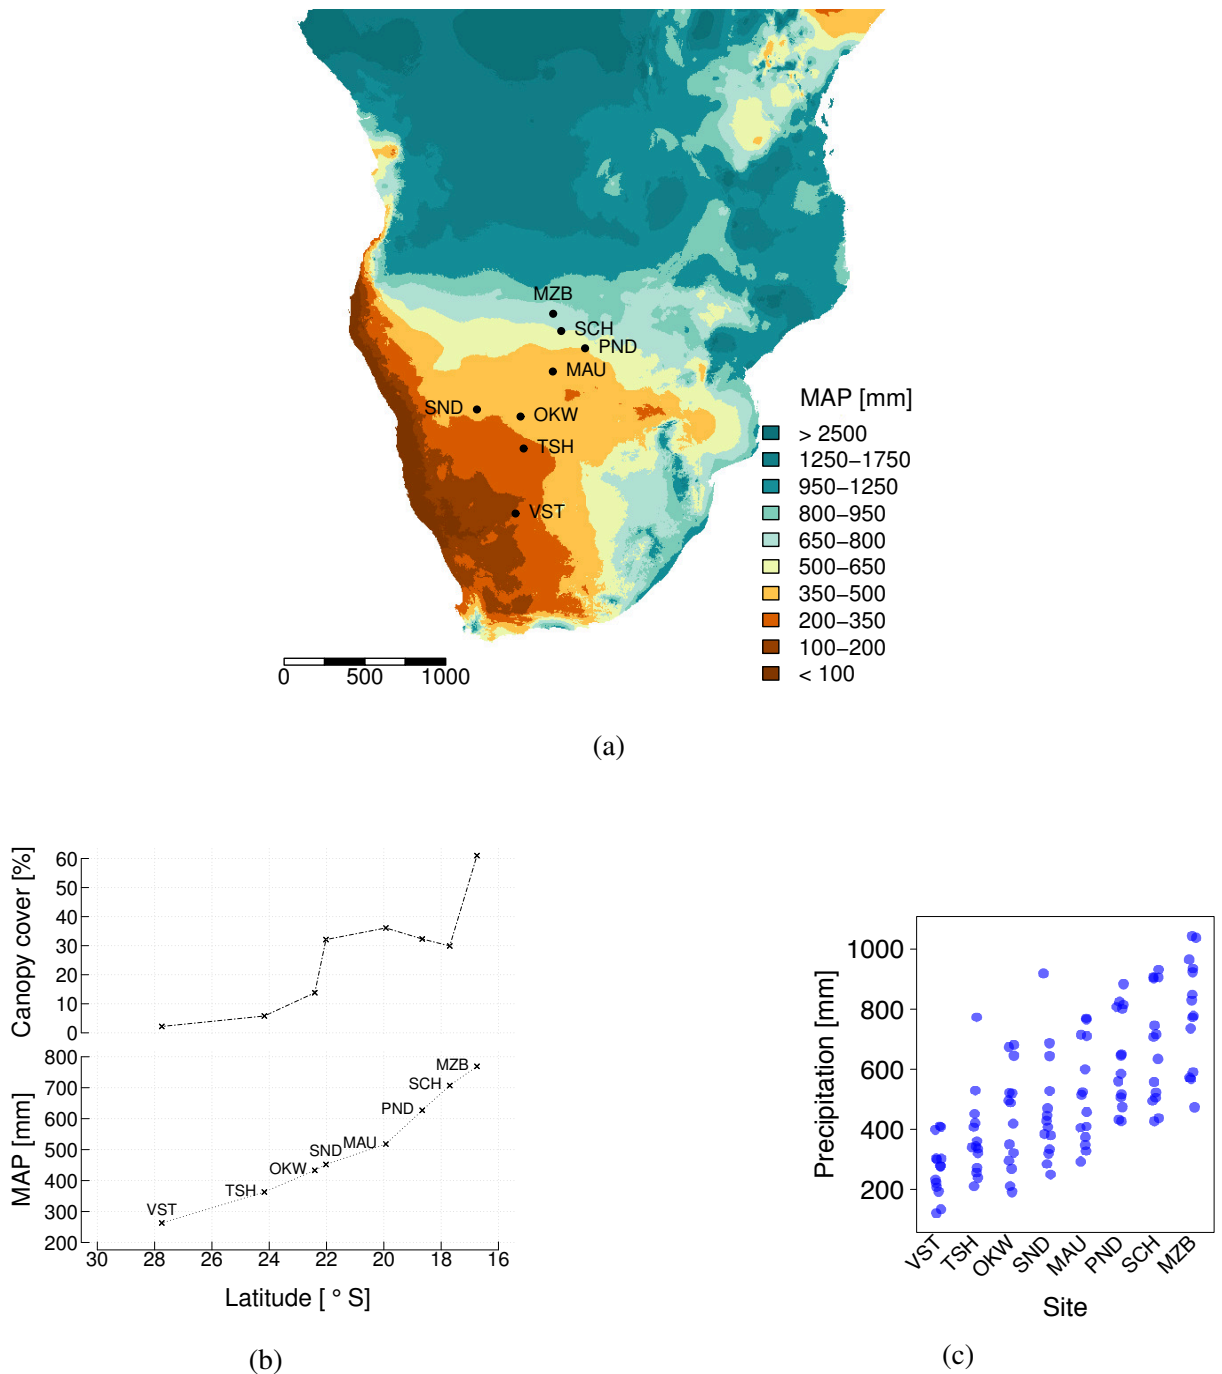 MZB
SCH
PND
MAU
SND
OKW
TSH
VST
MAP [mm]
> 2500
1250−1750
950−1250
800−950
650−800
500−650
350−500
200−350
100−200
< 100
0 500 1000
(a)
Canopy cover [%]
60
50
40
30
20
10
0
MAP [mm]
800
700
600
500
400
300
200
MZB
SCH
PND
MAU
SND
OKW
TSH
VST
30 28 26 24 22 20 18 16
Latitude [ ° S]
(b)
Precipitation [mm]
1000
800
600
400
200
VST TSH OKW SND MAU PND SCH MZB
Site
(c)